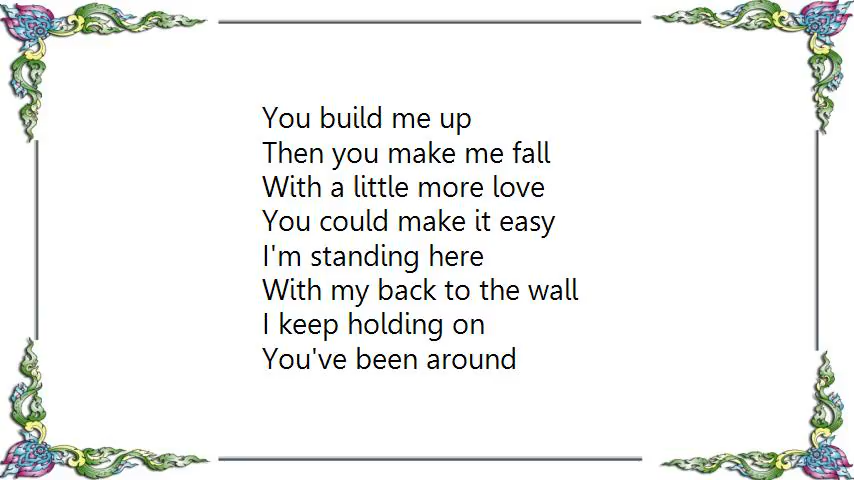 You build me up
Then you make me fall
With a little more love
You could make it easy
I'm standing here
With my back to the wall
I keep holding on
You've been around